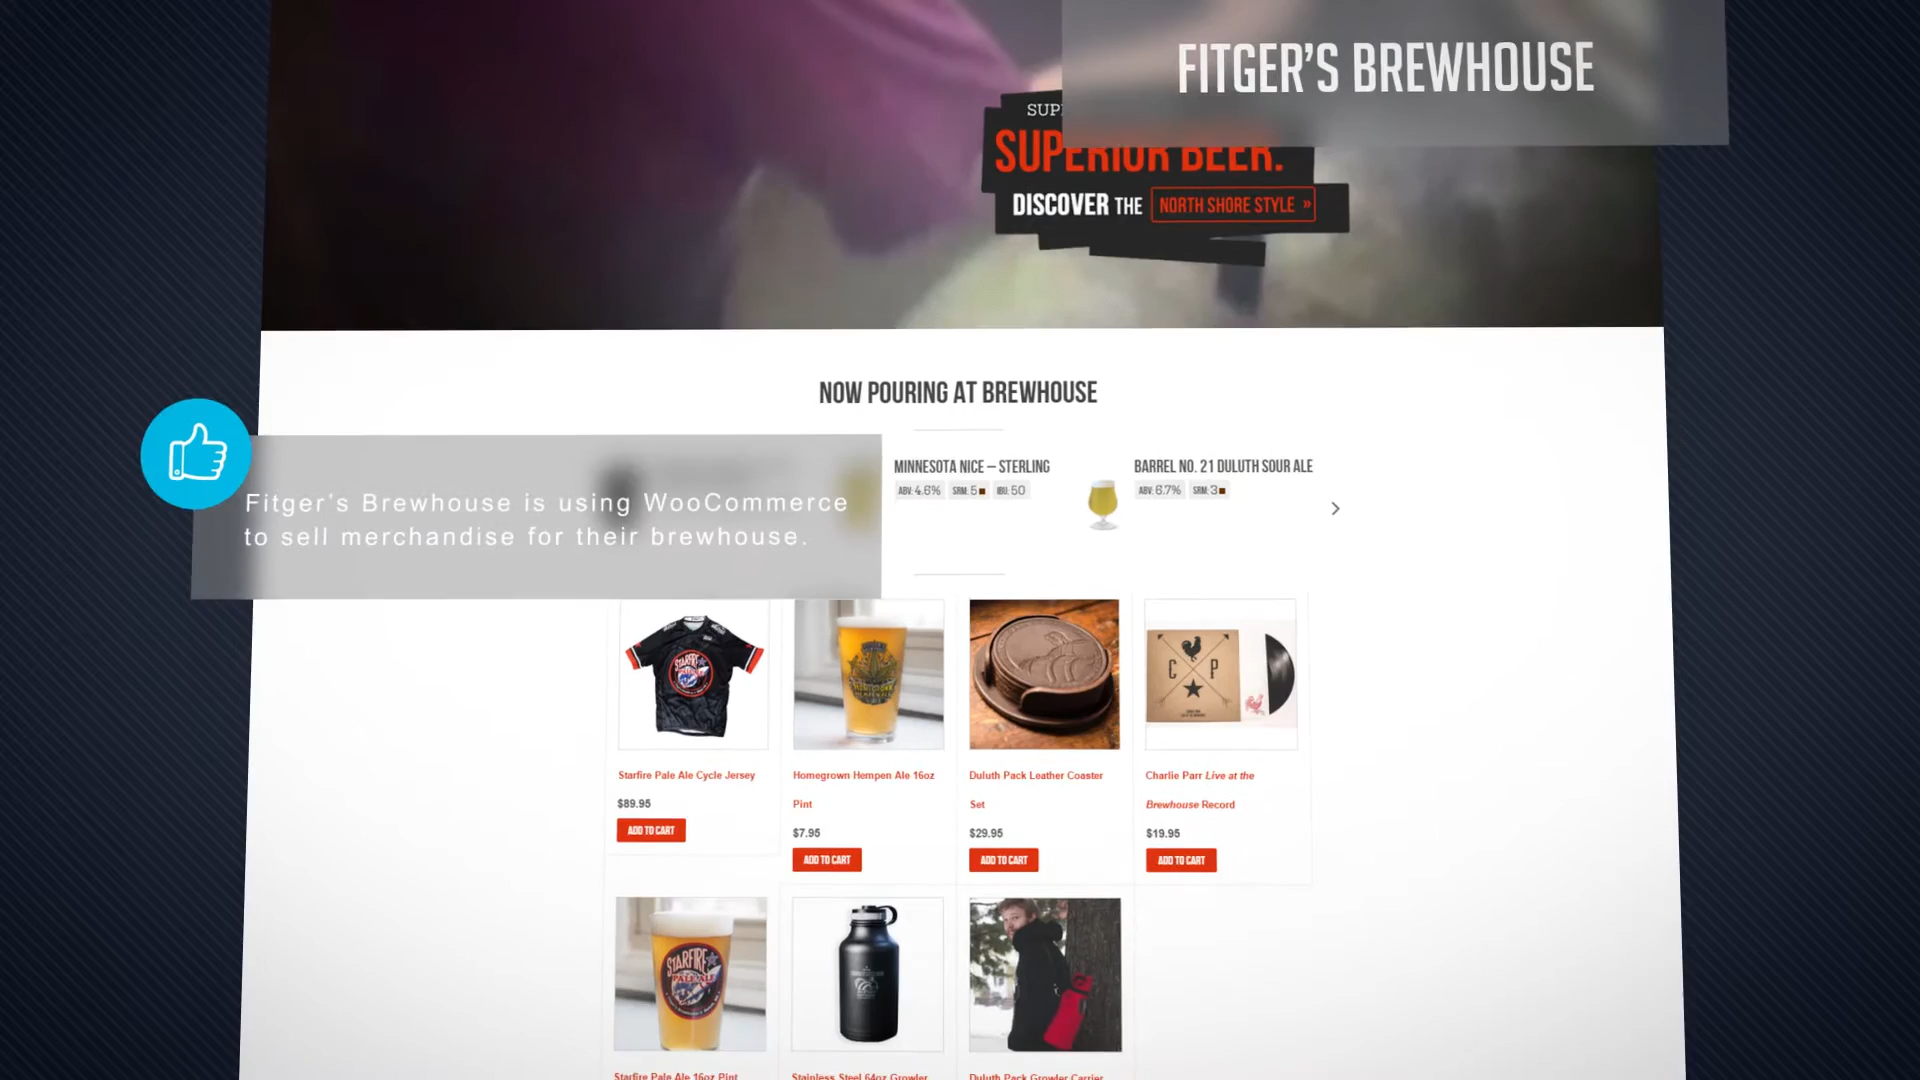 FITGER'S BREWHOUSE
SUP
SUPERIOR BEER.
DISCOVER THE NORTH SHORE STYLE »
NOW POURING AT BREWHOUSE
MINNESOTA NICE – STERLING
ABV: 4.6% SRM: 5 IBU: 50
BARREL NO. 21 DULUTH SOUR ALE
ABV: 6.7% SRM: 3
Fitger's Brewhouse is using WooCommerce
to sell merchandise for their brewhouse.
STARFIRE
C P
Starfire Pale Ale Cycle Jersey
$89.95
ADD TO CART
Homegrown Hempen Ale 16oz
Pint
$7.95
ADD TO CART
Duluth Pack Leather Coaster
Set
$29.95
ADD TO CART
Charlie Parr Live at the
Brewhouse Record
$19.95
ADD TO CART
STARFIRE
PALE ALE
Starfire Pale Ale 16oz Pint
Stainless Steel 64oz Growler
Duluth Pack Growler Carrier